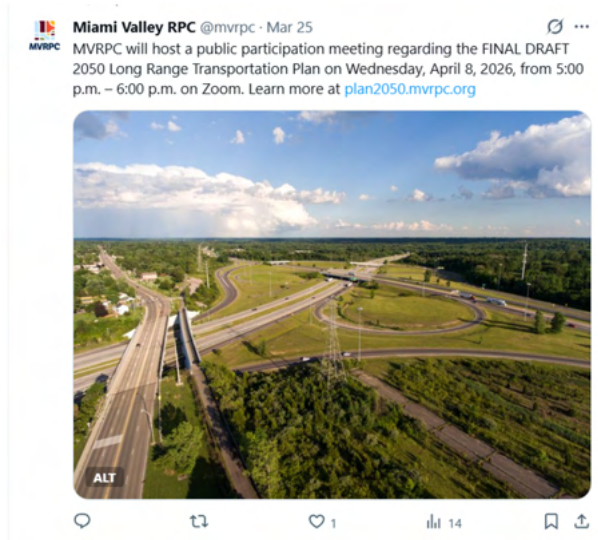 Miami Valley RPC @mvrpc · Mar 25
MVRPC
MVRPC will host a public participation meeting regarding the FINAL DRAFT
2050 Long Range Transportation Plan on Wednesday, April 8, 2026, from 5:00
p.m. – 6:00 p.m. on Zoom. Learn more at plan2050.mvrpc.org
ALT
1
14